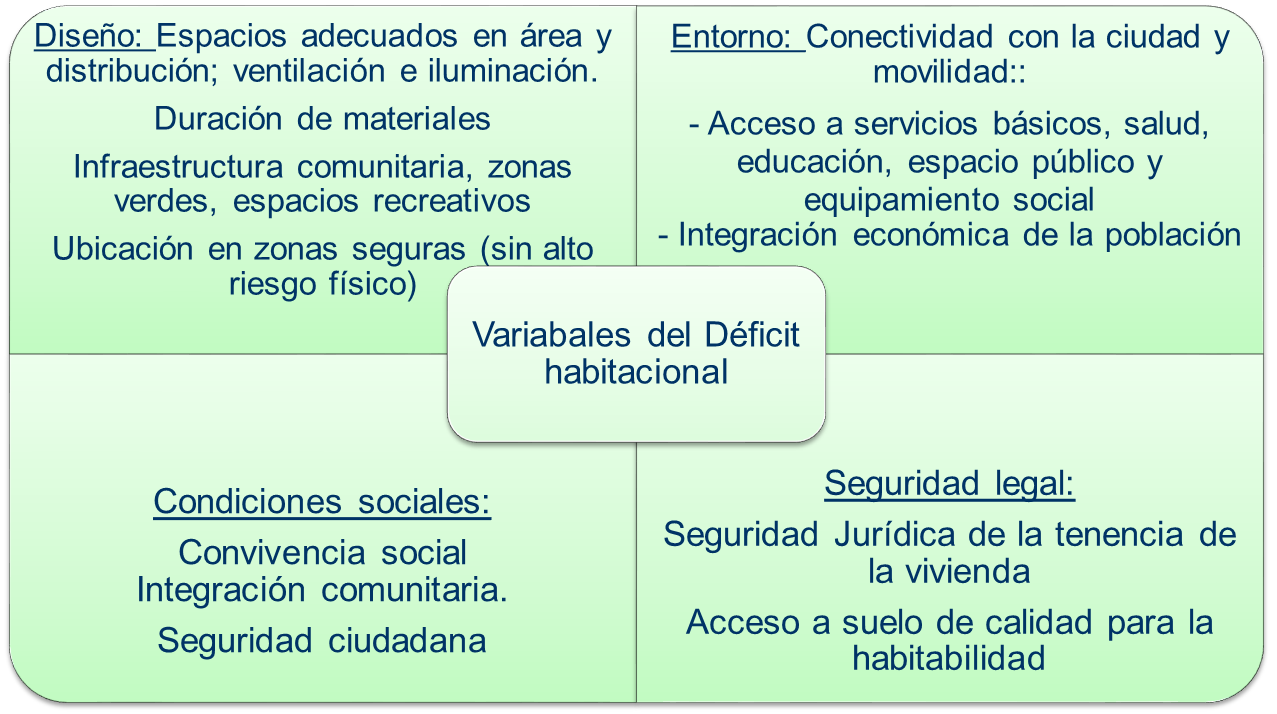 Diseño: Espacios adecuados en área y
distribución; ventilación e iluminación.
Duración de materiales
Infraestructura comunitaria, zonas
verdes, espacios recreativos
Ubicación en zonas seguras (sin alto
riesgo físico)
Entorno: Conectividad con la ciudad y
movilidad::
- Acceso a servicios básicos, salud,
educación, espacio público y
equipamiento social
- Integración económica de la población
Variabales del Déficit
habitacional
Condiciones sociales:
Convivencia social
Integración comunitaria.
Seguridad ciudadana
Seguridad legal:
Seguridad Jurídica de la tenencia de
la vivienda
Acceso a suelo de calidad para la
habitabilidad